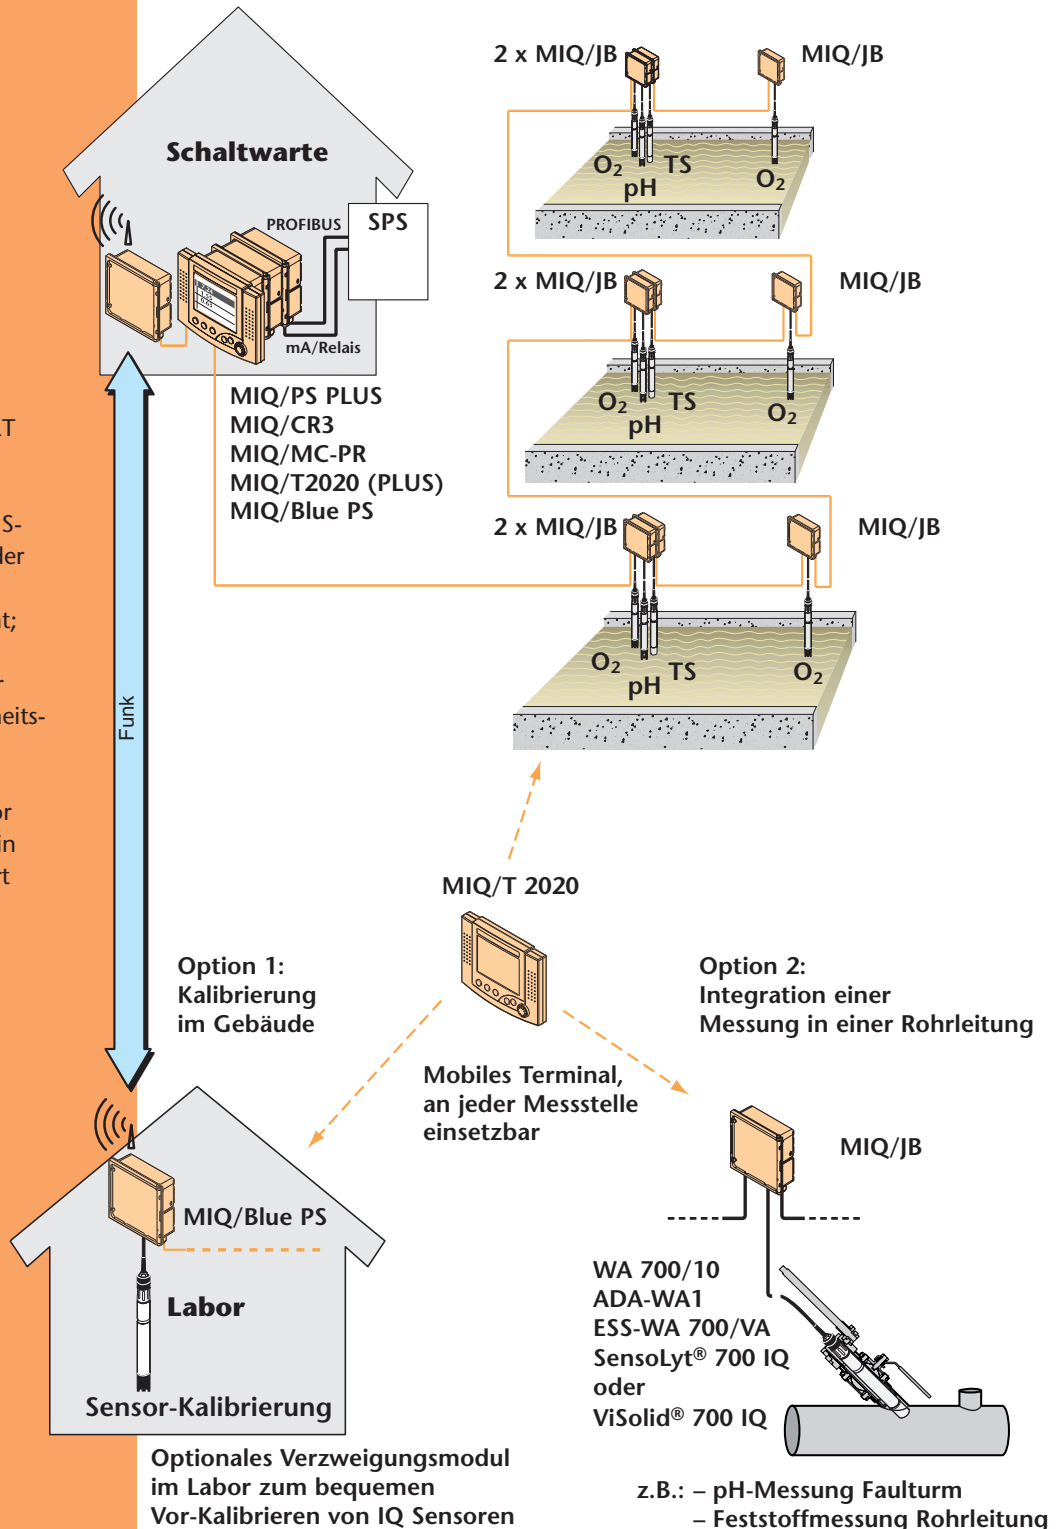 2 x MIQ/JB
MIQ/JB
Schaltwarte
O2 TS
pH
O2
PROFIBUS
SPS
2 x MIQ/JB
MIQ/JB
mA/Relais
MIQ/PS PLUS
MIQ/CR3
MIQ/MC-PR
MIQ/T2020 (PLUS)
MIQ/Blue PS
O2 TS
pH
O2
2 x MIQ/JB
MIQ/JB
O2 TS
pH
O2
T
S-
der
t;
r
eits-
or
in
rt
Funk
MIQ/T 2020
Option 1:
Kalibrierung
im Gebäude
Option 2:
Integration einer
Messung in einer Rohrleitung
Mobiles Terminal,
an jeder Messstelle
einsetzbar
MIQ/JB
MIQ/Blue PS
Labor
Sensor-Kalibrierung
WA 700/10
ADA-WA1
ESS-WA 700/VA
SensoLyt® 700 IQ
oder
ViSolid® 700 IQ
Optionales Verzweigungsmodul
im Labor zum bequemen
Vor-Kalibrieren von IQ Sensoren
z.B.: – pH-Messung Faulturm
– Feststoffmessung Rohrleitung